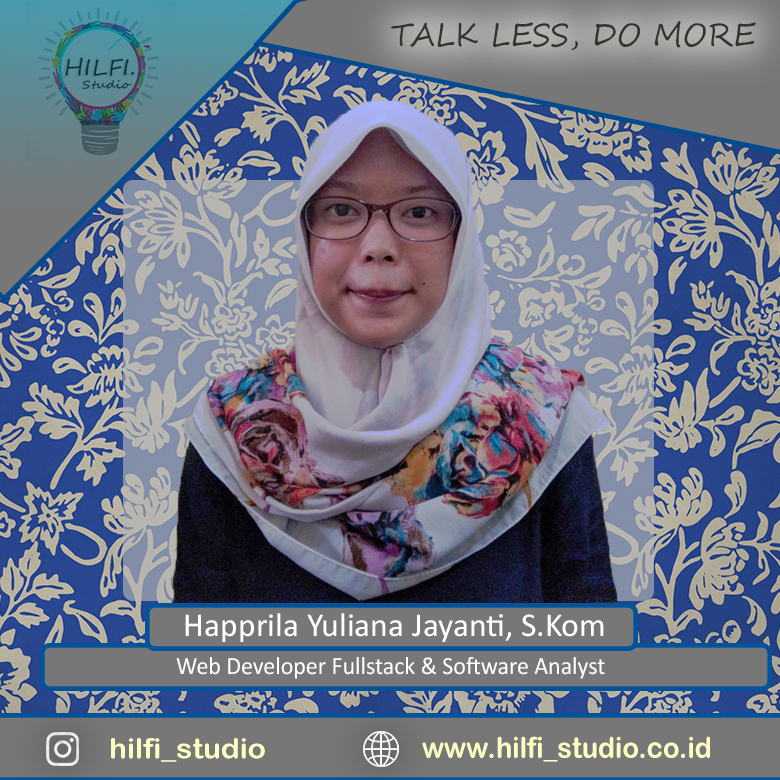 HILFI.
Studio
TALK LESS, DO MORE
Happrila Yuliana Jayanti, S.Kom
Web Developer Fullstack & Software Analyst
hilfi_studio
www.hilfi_studio.co.id